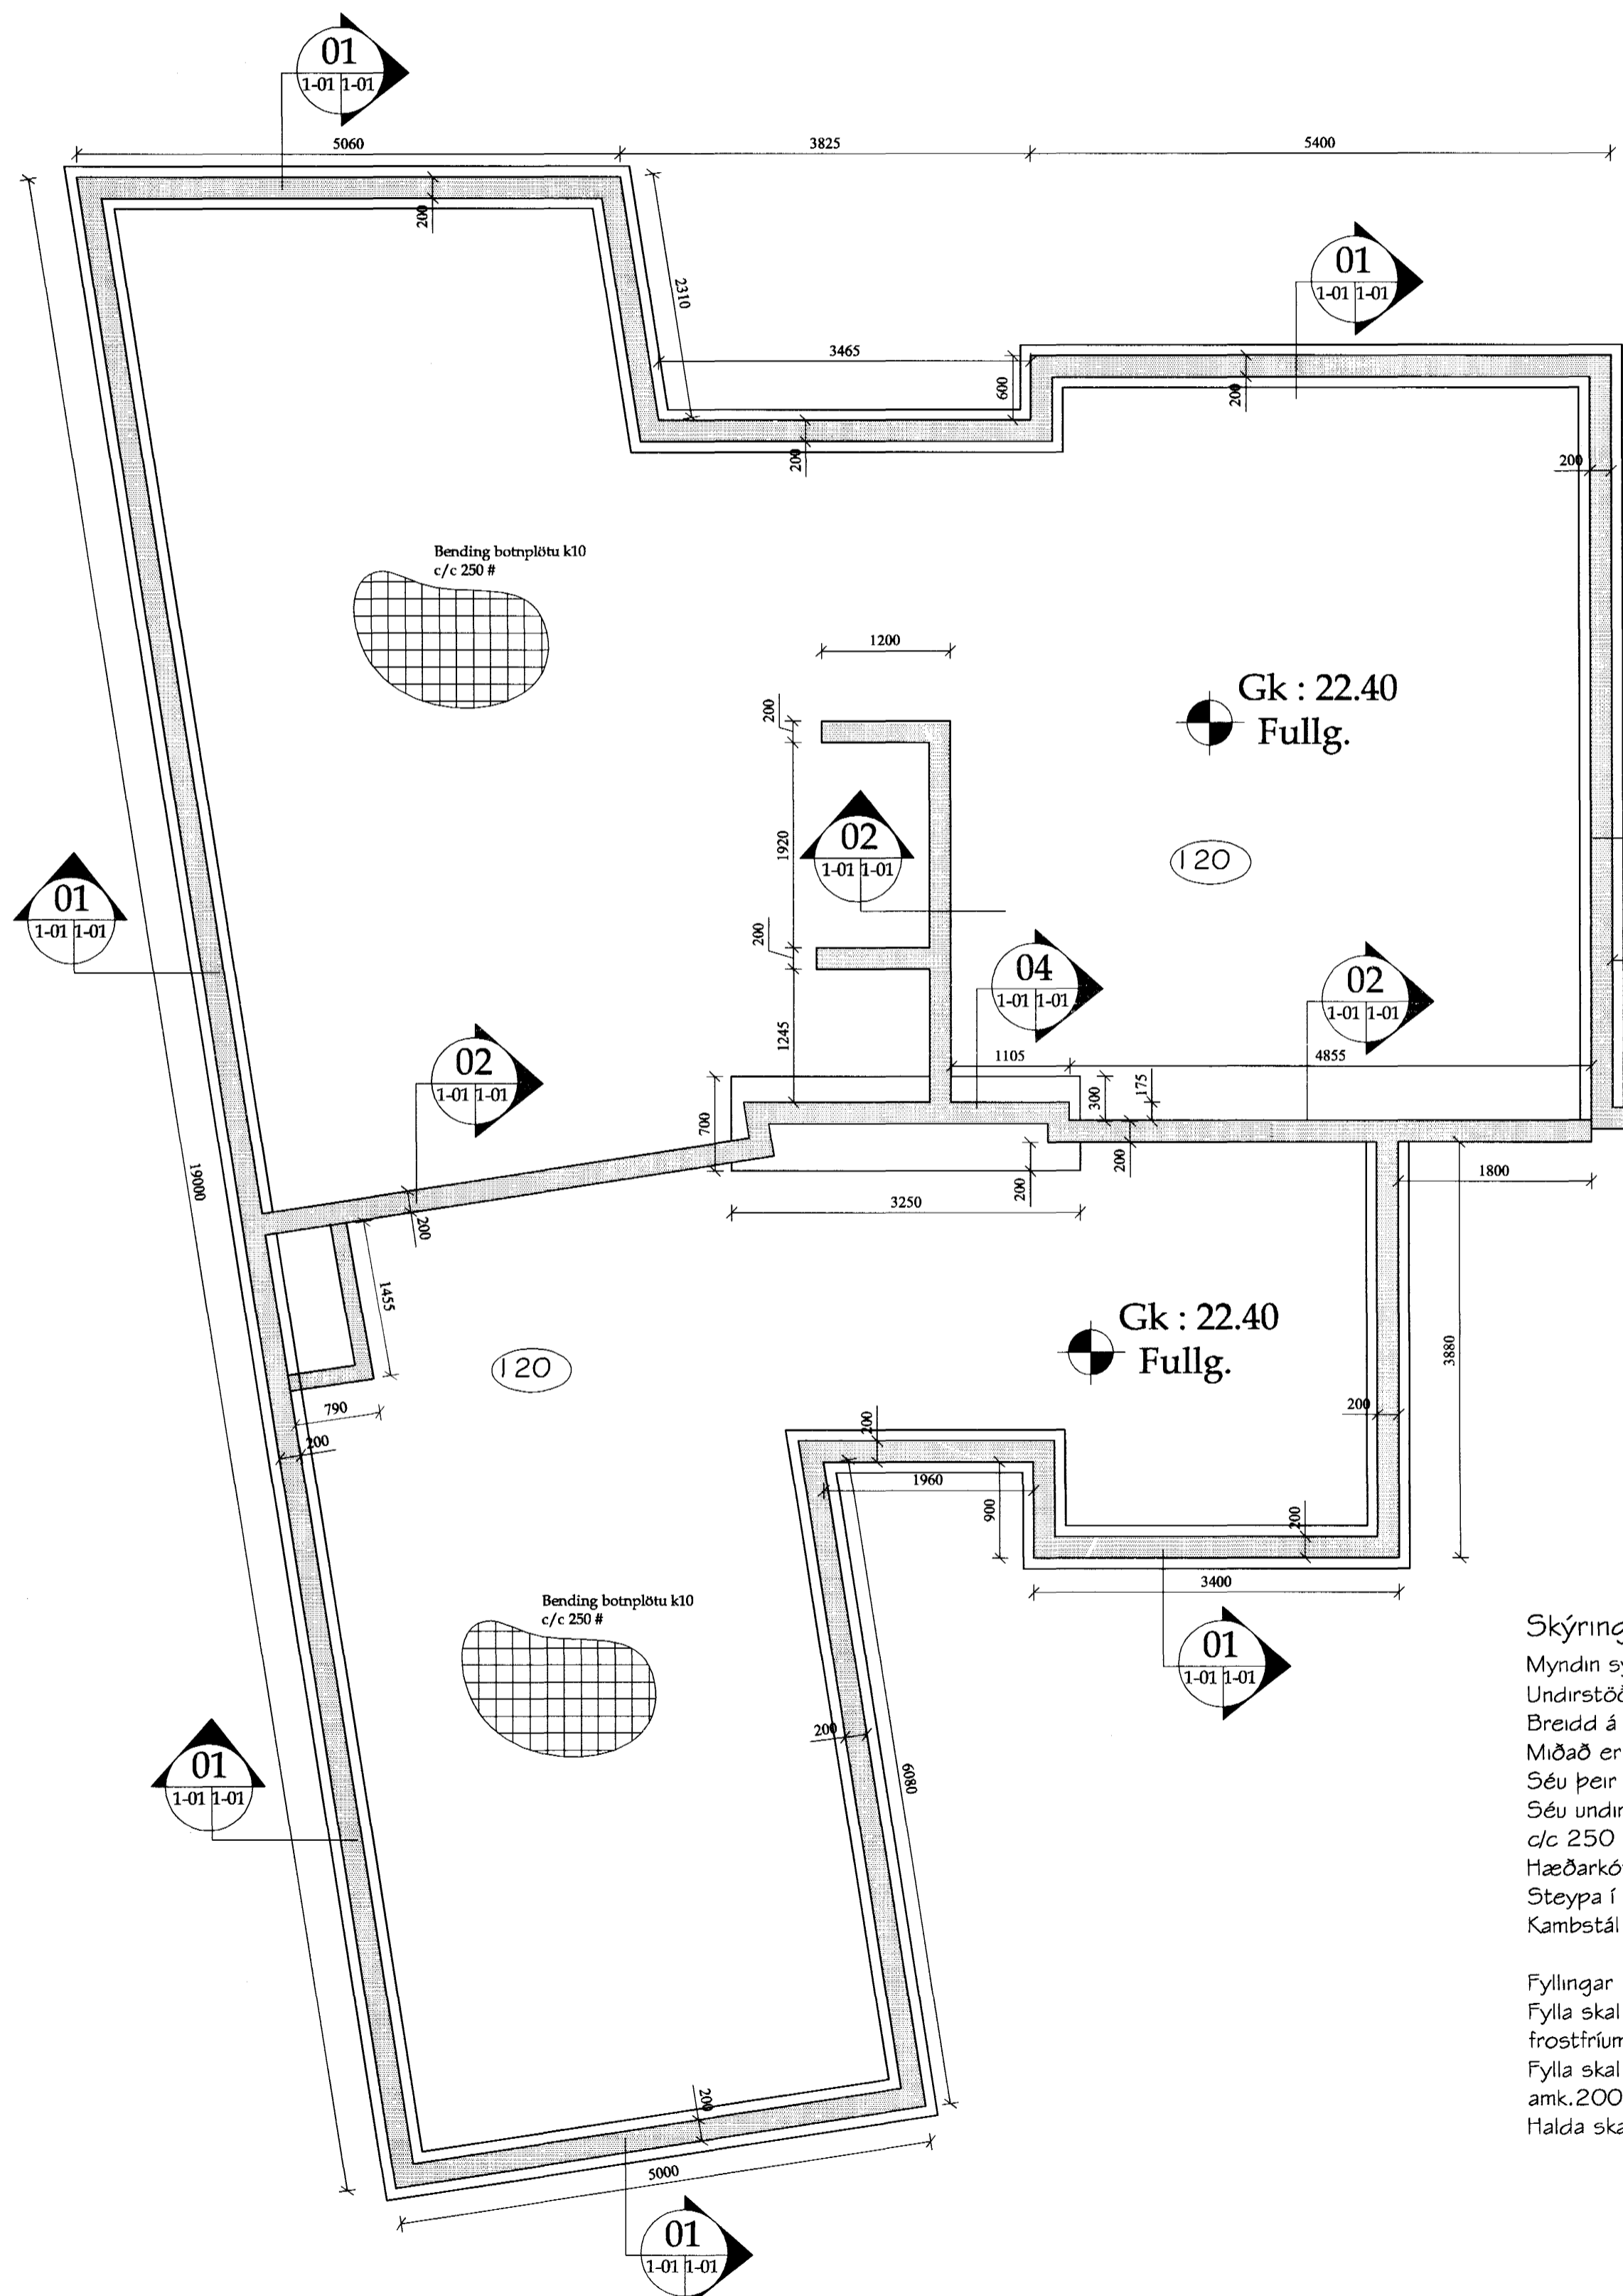 01
1-01 1-01
5060
3825
5400
200
2310
01
1-01 1-01
3465
600
200
200
200
Bending botnplötu k10
c/c 250 #
1200
Gk : 22.40
Fullg.
200
1920
02
1-01 1-01
120
01
1-01 1-01
200
04
1-01 1-01
02
1-01 1-01
1245
02
1-01 1-01
1105
4855
700
300
175
200
19000
200
1800
3250
200
1455
Gk : 22.40
Fullg.
3880
120
790
200
200
200
1960
900
200
3400
Bending botnplötu k10
c/c 250 #
01
1-01 1-01
200
6080
01
1-01 1-01
200
5000
01
1-01 1-01
Skýring
Myndin
Undirstöð
Breidd á
Miðað er
Séu þeir
Séu undir
c/c 250
Hæðarkó
Steypa í
Kambstál
Fyllingar
Fylla skal
frostfríum
Fylla skal
amk.200
Halda ska